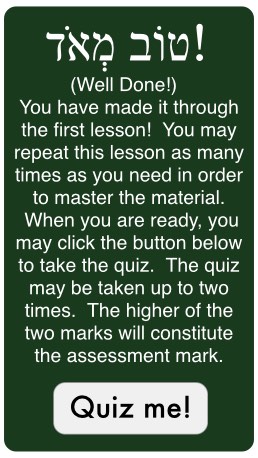 !טוֹב מְאֹד
(Well Done!)
You have made it through
the first lesson!  You may
repeat this lesson as many
times as you need in order
to master the material.
When you are ready, you
may click the button below
to take the quiz.  The quiz
may be taken up to two
times.  The higher of the
two marks will constitute
the assessment mark.
Quiz me!